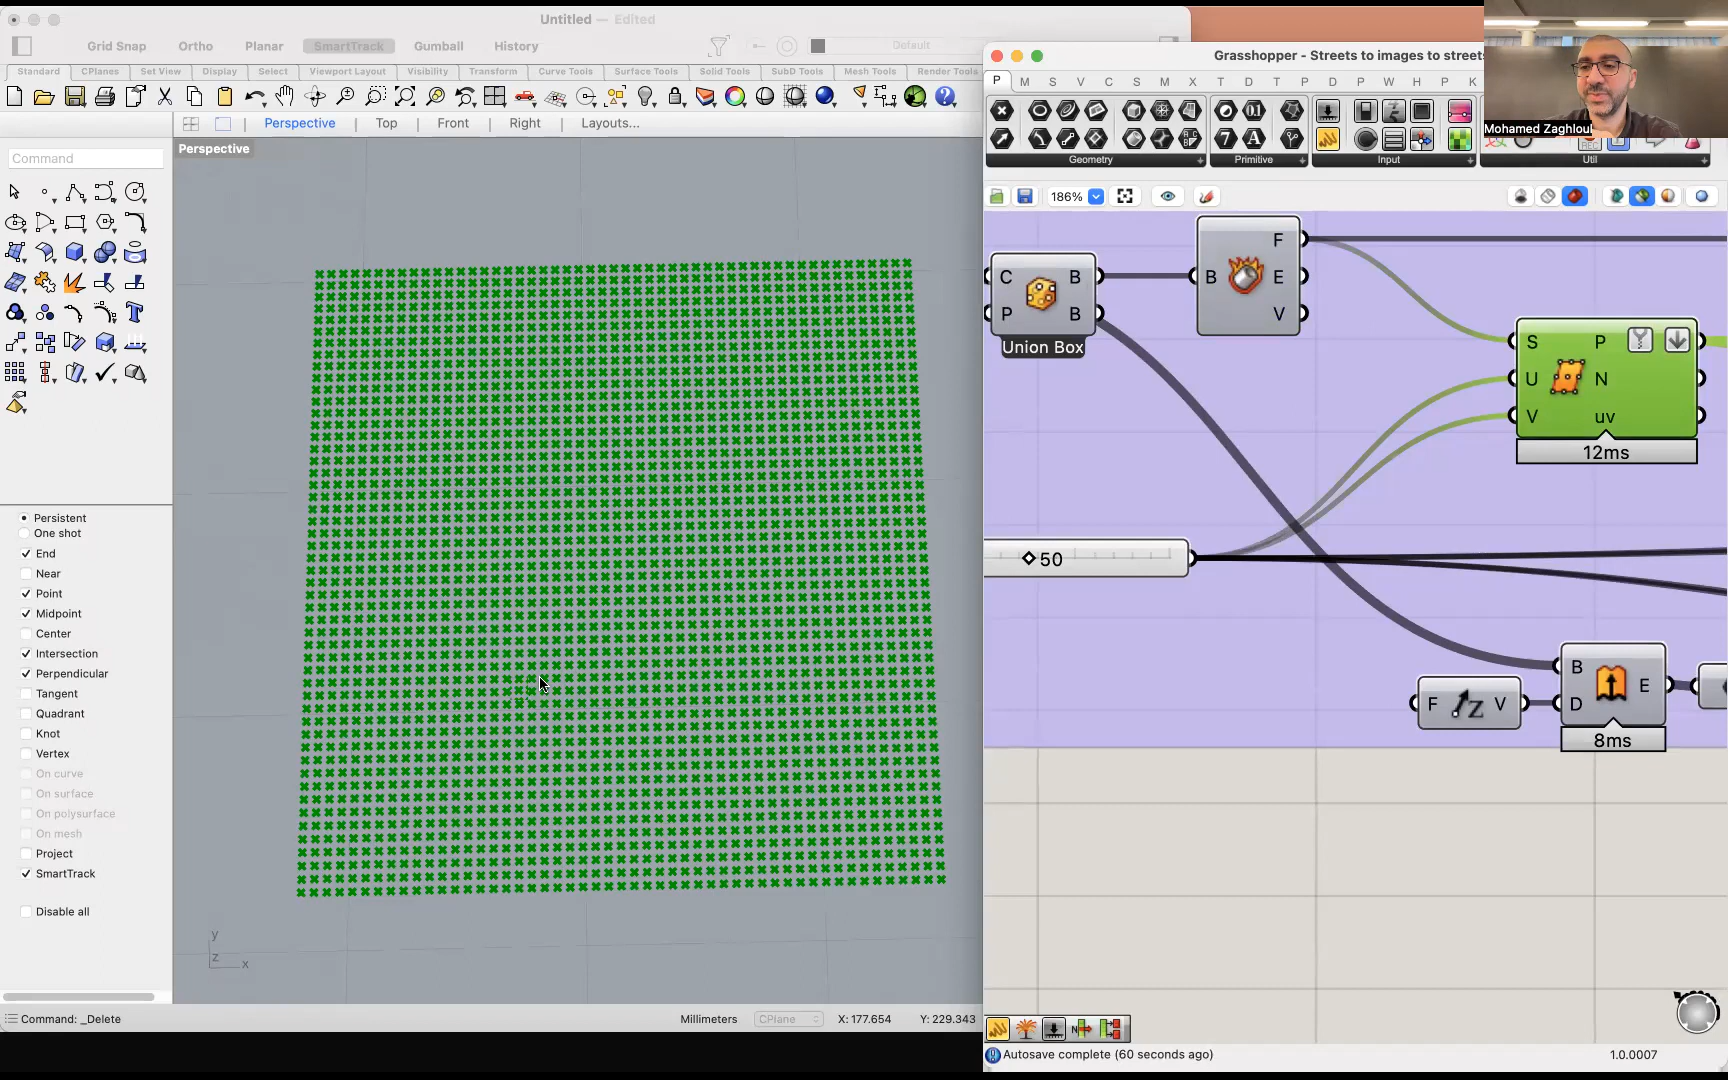 Untitled — Edited
Grid Snap Ortho Planar SmartTrack Gumball History Default
Standard CPlanes Set View Display Select Viewport Layout Visibility Transform Curve Tools Surface Tools Solid Tools SubD Tools Mesh Tools Render Tools
Perspective Top Front Right Layouts...
Perspective
Command
Persistent
One shot
End
Near
Point
Midpoint
Center
Intersection
Perpendicular
Tangent
Quadrant
Knot
Vertex
On curve
On surface
On polysurface
On mesh
Project
SmartTrack
Disable all
y
z x
Command: _Delete
Millimeters CPlane X: 177.654 Y: 229.343
Grasshopper - Streets to images to streets
P M S V C S M X T P D P W H P K
Geometry Primitive Input Util
Mohamed Zaghloul
186%
C B
P B
Union Box
B F
E
V
S P
U N
V uv
12ms
50
F Z V
B E
D
8ms
Autosave complete (60 seconds ago)
1.0.0007